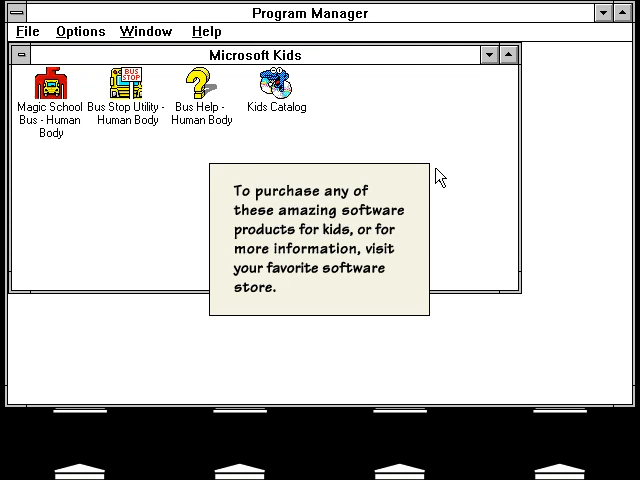 Program Manager
File Options Window Help
Microsoft Kids
BUS
STOP
Magic School
Bus - Human
Body
Bus Stop Utility -
Human Body
Bus Help -
Human Body
Kids Catalog
To purchase any of
these amazing software
products for kids, or for
more information, visit
your favorite software
store.